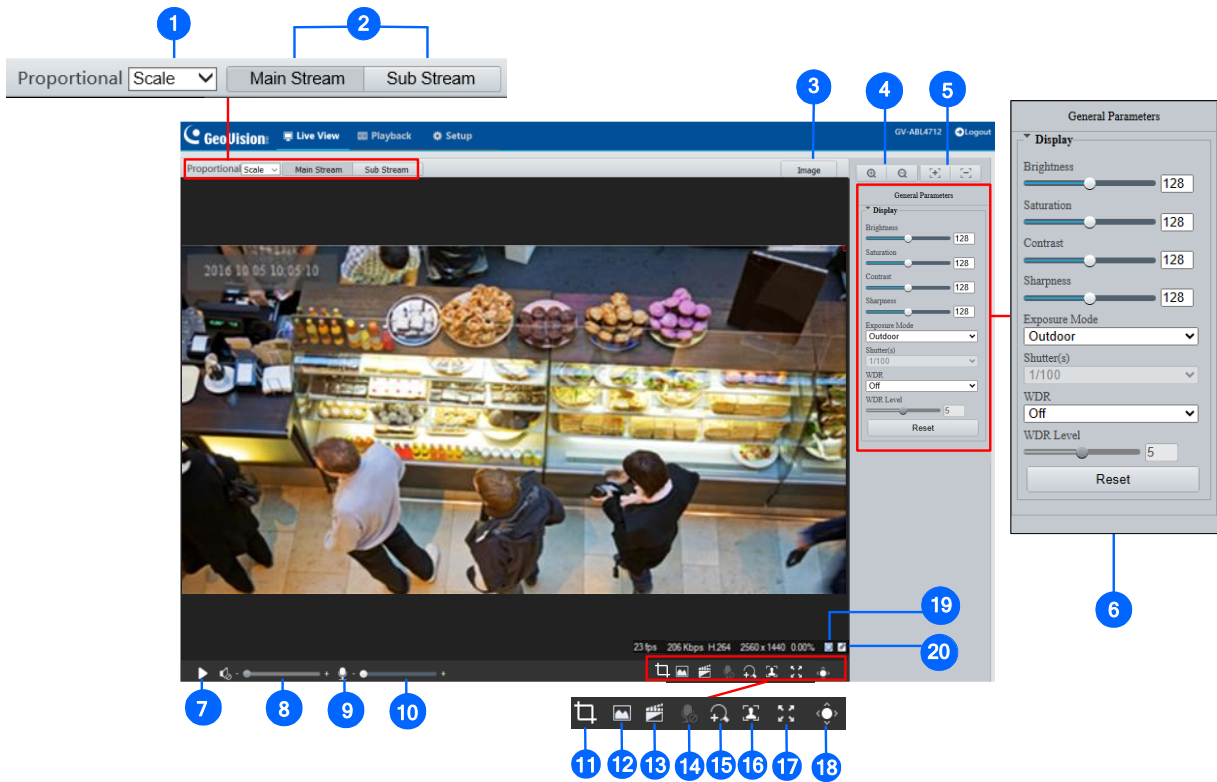 1
2
Proportional Scale Main Stream Sub Stream
3
4
5
GeoVision Live View Playback Setup
GV-ABL4712 Logout
Proportional Scale Main Stream Sub Stream
Image
General Parameters
Display
Brightness
128
Saturation
128
Contrast
128
Sharpness
128
Exposure Mode
Outdoor
Shutter(s)
1/100
WDR
Off
WDR Level
5
Reset
General Parameters
Display
Brightness
128
Saturation
128
Contrast
128
Sharpness
128
Exposure Mode
Outdoor
Shutter(s)
1/100
WDR
Off
WDR Level
5
Reset
6
2016 10 05 10:05:10
19
23 fps 206 Kbps H.264 2560 x 1440 0.00%
20
- + - +
7
8
9
10
11
12
13
14
15
16
17
18